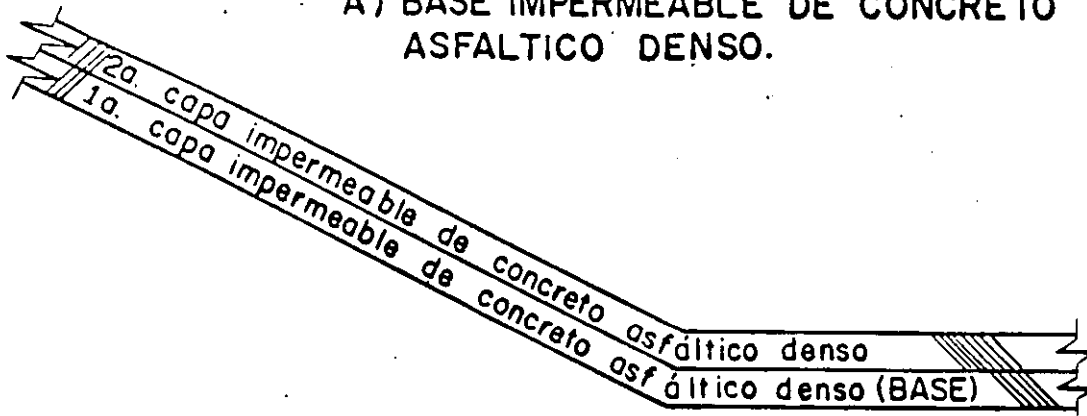 A) BASE IMPERMEABLE DE CONCRETO
ASFALTICO DENSO.
2a. capa impermeable de concreto asfáltico denso
1a. capa impermeable de concreto asfáltico denso (BASE)